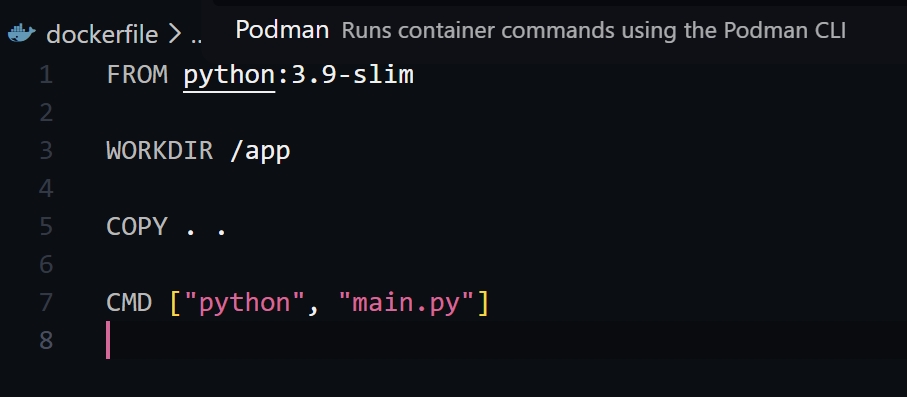 dockerfile > ..
Podman Runs container commands using the Podman CLI
1 FROM python:3.9-slim
2
3 WORKDIR /app
4
5 COPY . .
6
7 CMD ["python", "main.py"]
8